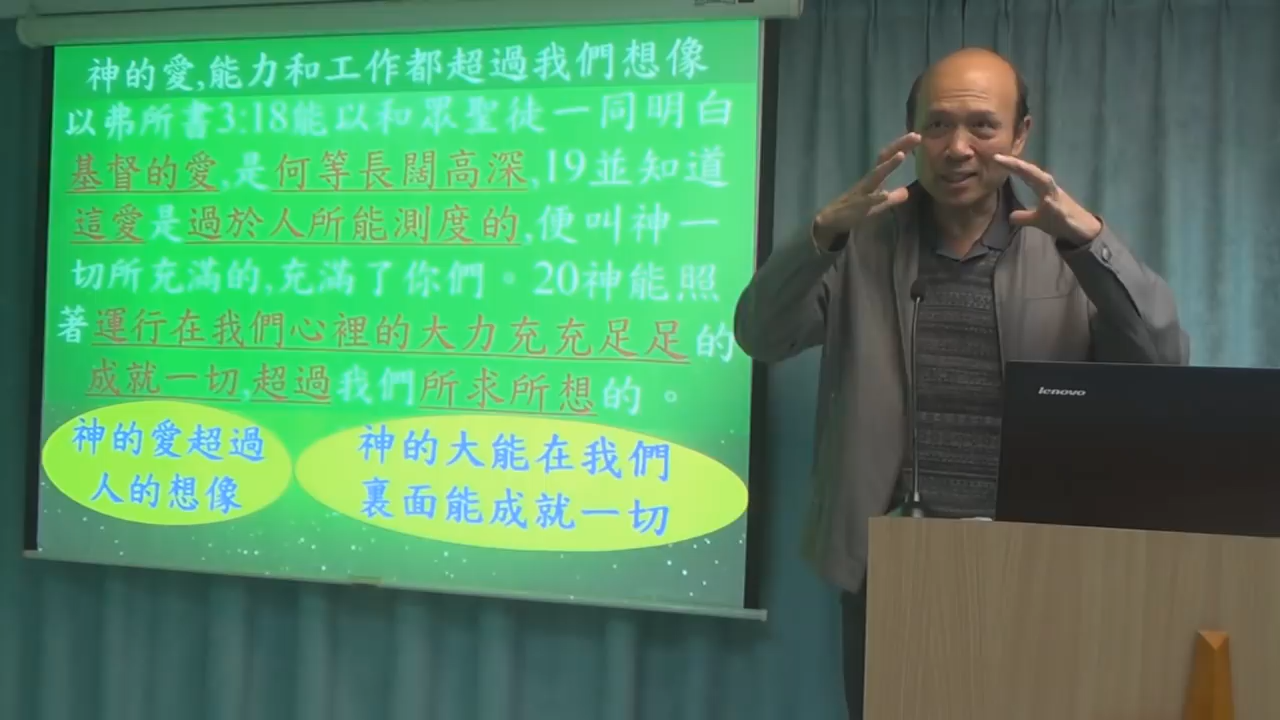 神的愛,能力和工作都超過我們想像
以弗所書3:18能以和眾聖徒一同明白
基督的愛,是何等長闊高深,19並知道
這愛是過於人所能測度的,便叫神一
切所充滿的,充滿了你們。20神能照
著運行在我們心裡的大力充充足足的
成就一切,超過我們所求所想的。
神的愛超過
人的想像
神的大能在我們
裏面能成就一切
lenovo